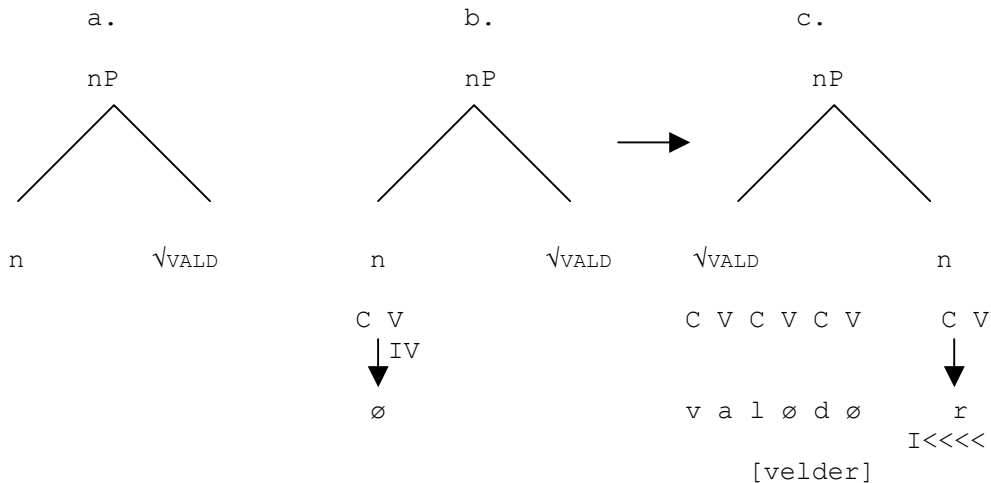 a. b. c.
nP nP nP
n √VALD n √VALD √VALD n
C V C V C V C V C V
IV
ø v a l ø d ø r
I<<<<
[velder]